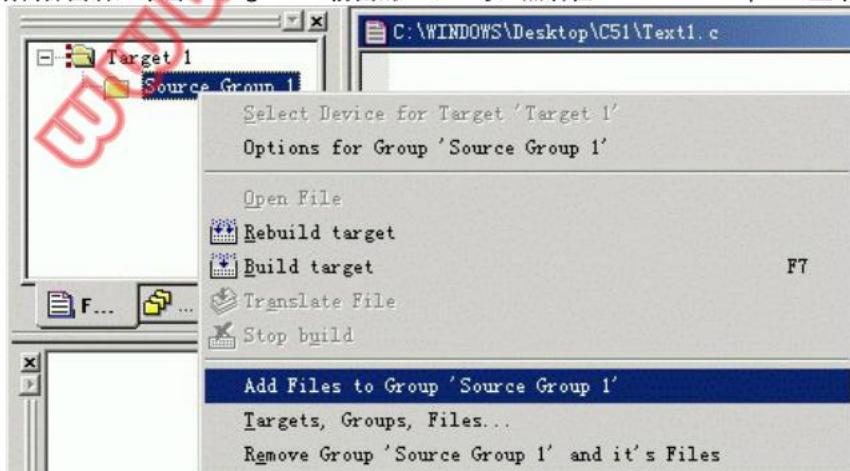 C:\WINDOWS\Desktop\C51\Text1.c
Target 1
Source Group 1
Select Device for Target 'Target 1'
Options for Group 'Source Group 1'
Open File
Rebuild target
Build target F7
Translate File
Stop build
F... ...
Add Files to Group 'Source Group 1'
Targets, Groups, Files...
Remove Group 'Source Group 1' and it's Files